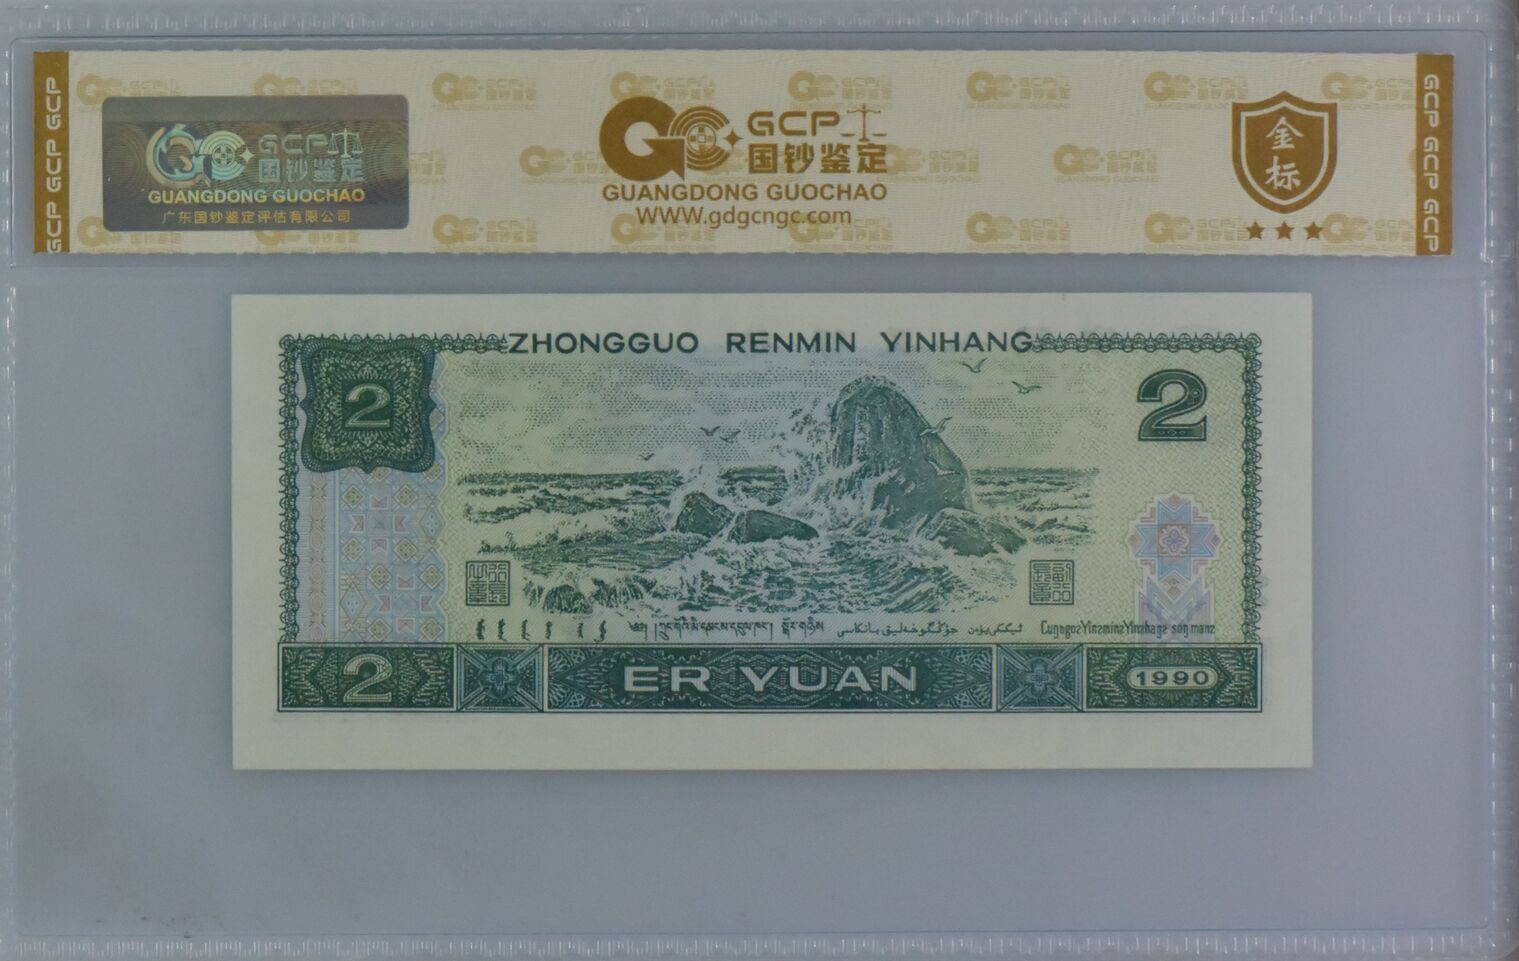 GCP GCP GCP
GCP
国钞鉴定
GUANGDONG GUOCHAO
广东国钞鉴定评估有限公司
GCP
国钞鉴定
GUANGDONG GUOCHAO
WWW.gdgcngc.com
金标
GCP GCP GCP
ZHONGGUO RENMIN YINHANG
2
2
2
ER YUAN
1990